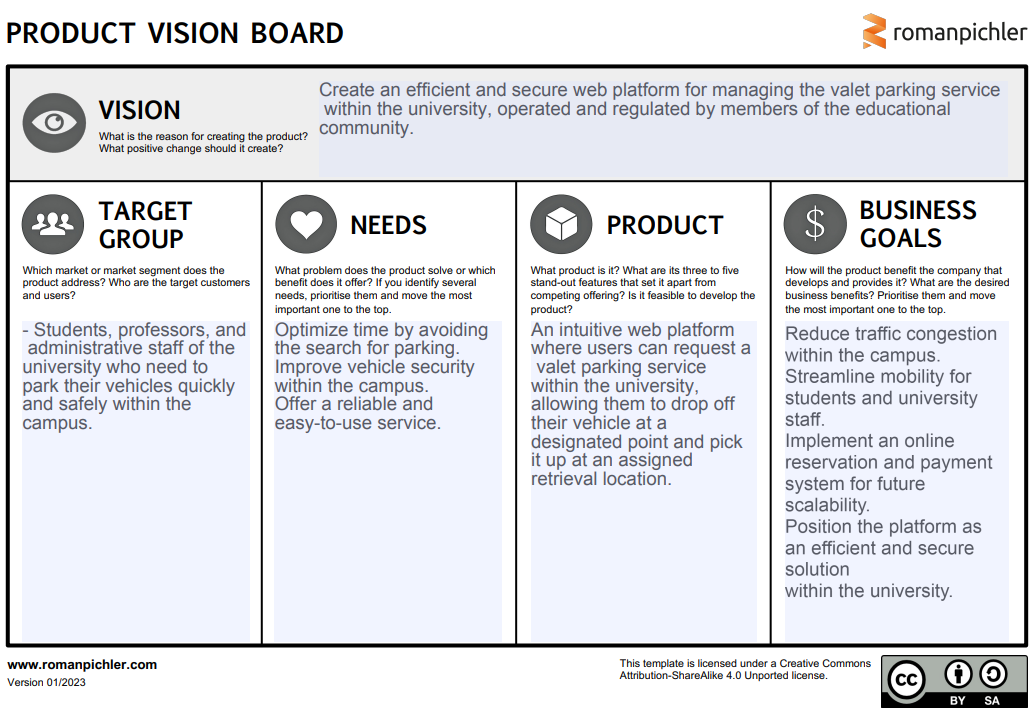 PRODUCT VISION BOARD
romanpichler
VISION
What is the reason for creating the product?
What positive change should it create?
Create an efficient and secure web platform for managing the valet parking service
within the university, operated and regulated by members of the educational
community.
TARGET
GROUP
Which market or market segment does the
product address? Who are the target customers
and users?
- Students, professors, and
administrative staff of the
university who need to
park their vehicles quickly
and safely within the
campus.
NEEDS
What problem does the product solve or which
benefit does it offer? If you identify several
needs, prioritise them and move the most
important one to the top.
Optimize time by avoiding
the search for parking.
Improve vehicle security
within the campus.
Offer a reliable and
easy-to-use service.
PRODUCT
What product is it? What are its three to five
stand-out features that set it apart from
competing offering? Is it feasible to develop the
product?
An intuitive web platform
where users can request a
valet parking service
within the university,
allowing them to drop off
their vehicle at a
designated point and pick
it up at an assigned
retrieval location.
$
BUSINESS
GOALS
How will the product benefit the company that
develops and provides it? What are the desired
business benefits? Prioritise them and move
the most important one to the top.
Reduce traffic congestion
within the campus.
Streamline mobility for
students and university
staff.
Implement an online
reservation and payment
system for future
scalability.
Position the platform as
an efficient and secure
solution
within the university.
www.romanpichler.com
Version 01/2023
This template is licensed under a Creative Commons
Attribution-ShareAlike 4.0 Unported license.
cc
BY SA